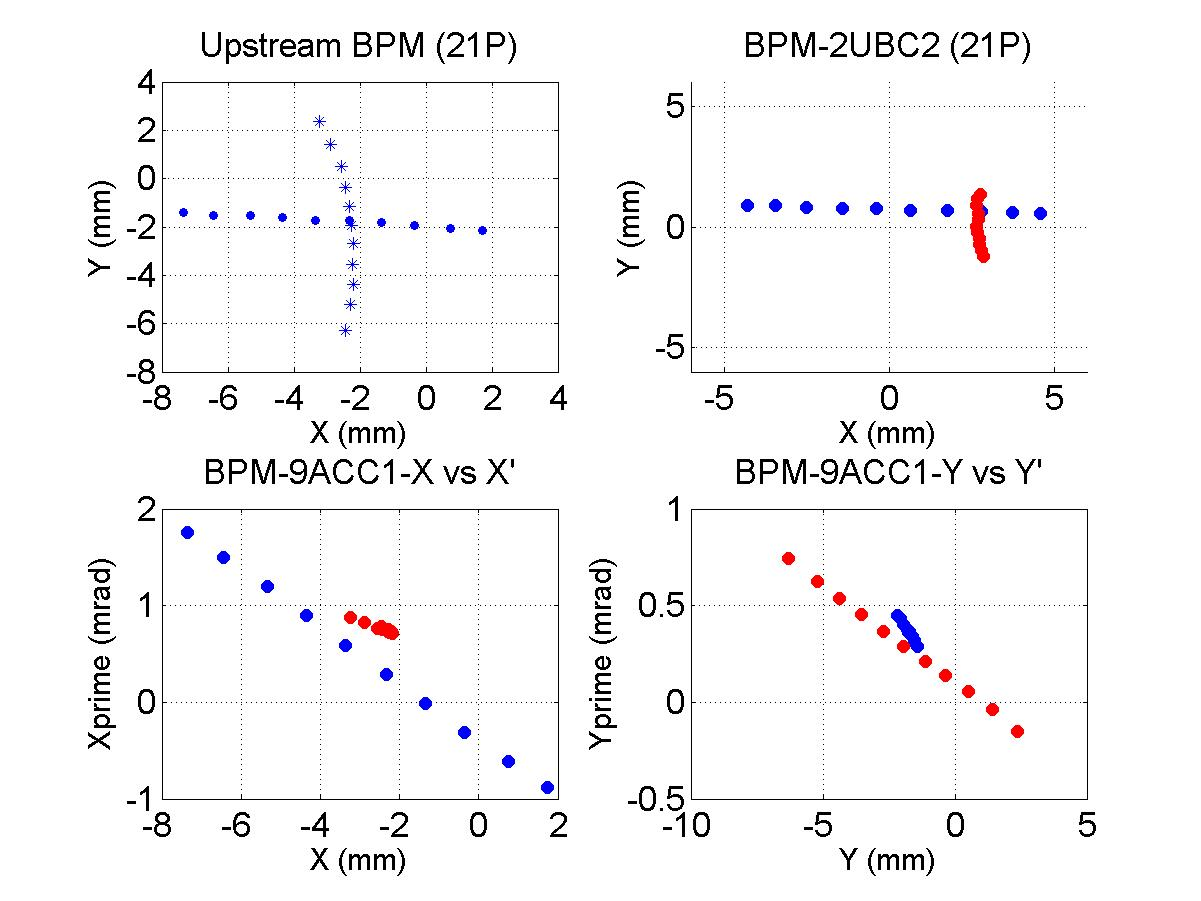 Upstream BPM (21P)
4
2
0
-2
-4
-6
-8
Y (mm)
-8 -6 -4 -2 0 2 4
X (mm)
BPM-2UBC2 (21P)
5
0
-5
Y (mm)
-5 0 5
X (mm)
BPM-9ACC1-X vs X'
2
1
0
-1
Xprime (mrad)
-8 -6 -4 -2 0 2
X (mm)
BPM-9ACC1-Y vs Y'
1
0.5
0
-0.5
Yprime (mrad)
-10 -5 0 5
Y (mm)